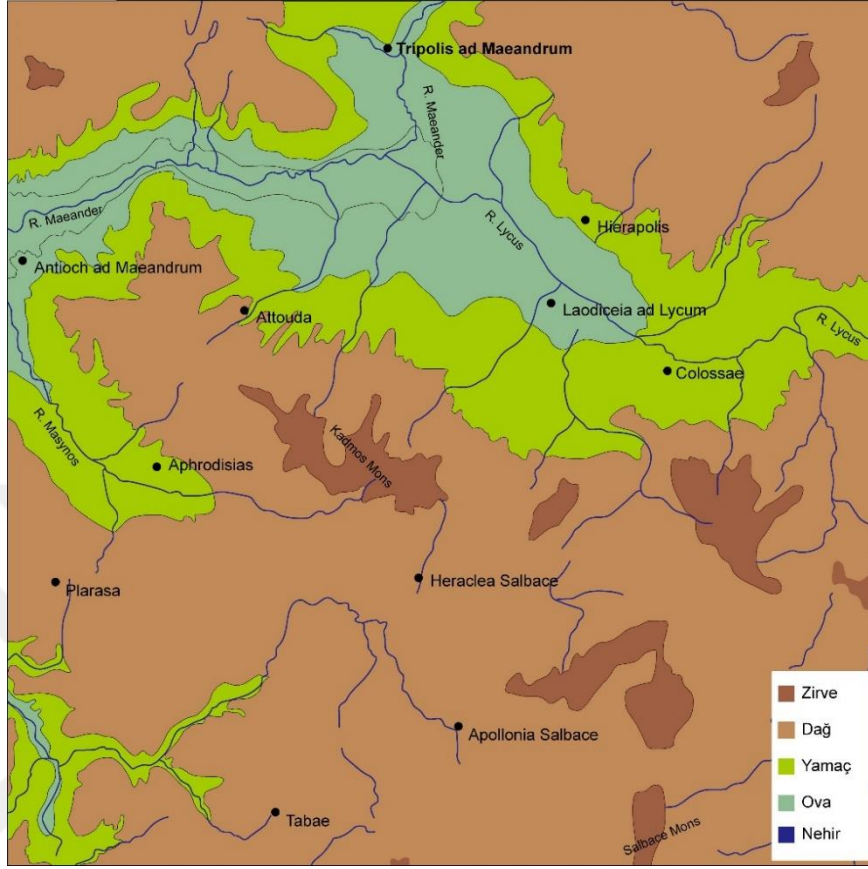 Tripolis ad Maeandrum
R. Maeander
R. Maeander
R. Lycus
Hierapolis
Antioch ad Maeandrum
Attouda
Laodiceia ad Lycum
R. Lycus
Colossae
R. Masynos
Aphrodisias
Kadmos Mons
Plarasa
Heraclea Salbace
Apollonia Salbace
Tabae
Salbace Mons
Zirve
Dağ
Yamaç
Ova
Nehir